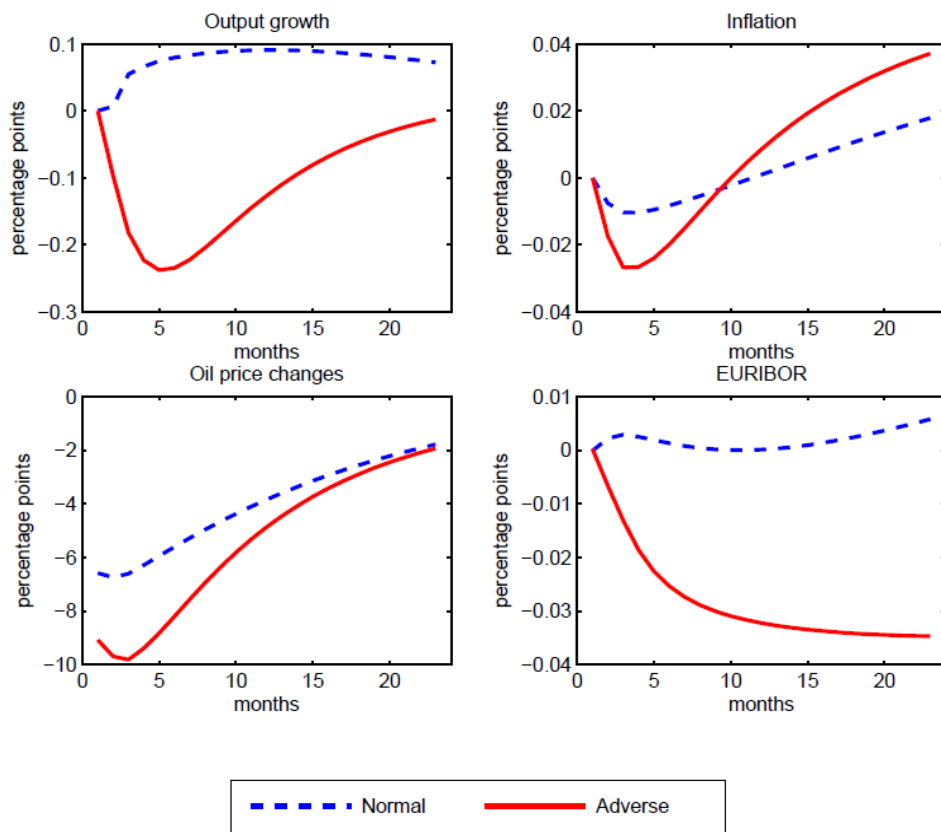 Output growth
percentage points
0.1
0
−0.1
−0.2
−0.3
0 5 10 15 20
months
Inflation
percentage points
0.04
0.02
0
−0.02
−0.04
0 5 10 15 20
months
Oil price changes
percentage points
0
−2
−4
−6
−8
−10
0 5 10 15 20
months
EURIBOR
percentage points
0.01
0
−0.01
−0.02
−0.03
−0.04
0 5 10 15 20
months
Normal Adverse